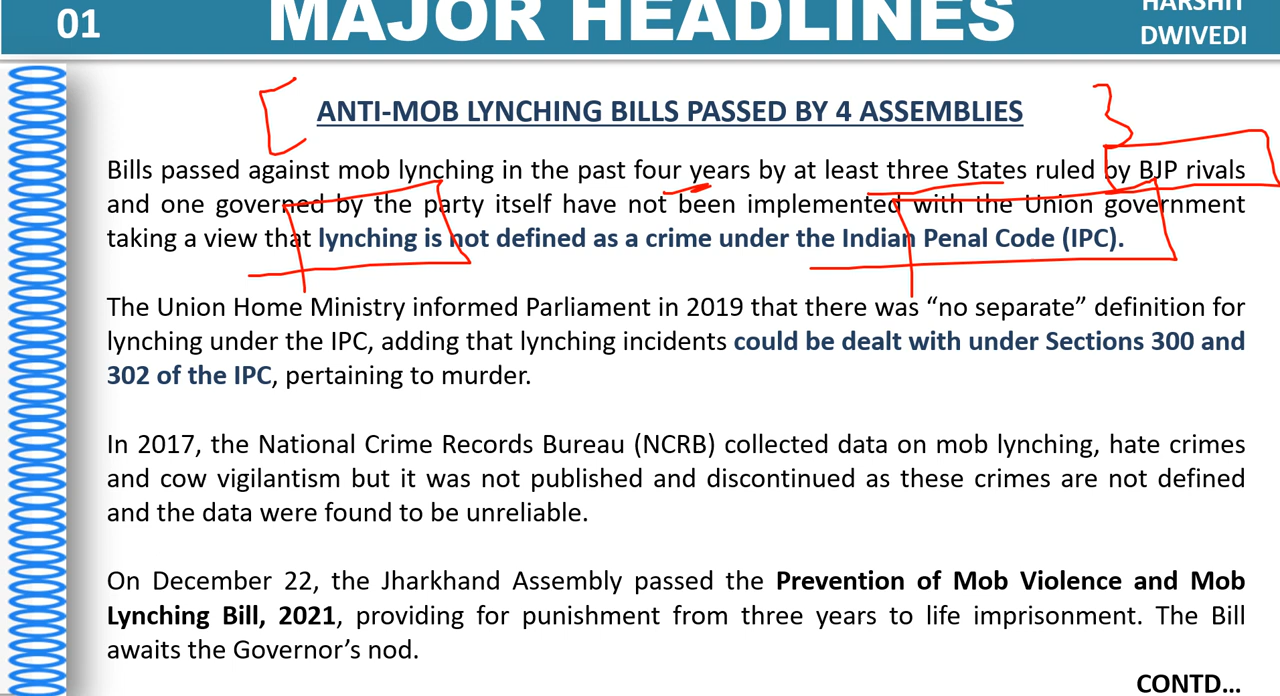 01
MAJOR HEADLINES
HARSHIT
DWIVEDI
ANTI-MOB LYNCHING BILLS PASSED BY 4 ASSEMBLIES
Bills passed against mob lynching in the past four years by at least three States ruled by BJP rivals
and one governed by the party itself have not been implemented with the Union government
taking a view that lynching is not defined as a crime under the Indian Penal Code (IPC).
The Union Home Ministry informed Parliament in 2019 that there was “no separate” definition for
lynching under the IPC, adding that lynching incidents could be dealt with under Sections 300 and
302 of the IPC, pertaining to murder.
In 2017, the National Crime Records Bureau (NCRB) collected data on mob lynching, hate crimes
and cow vigilantism but it was not published and discontinued as these crimes are not defined
and the data were found to be unreliable.
On December 22, the Jharkhand Assembly passed the Prevention of Mob Violence and Mob
Lynching Bill, 2021, providing for punishment from three years to life imprisonment. The Bill
awaits the Governor’s nod.
CONTD...